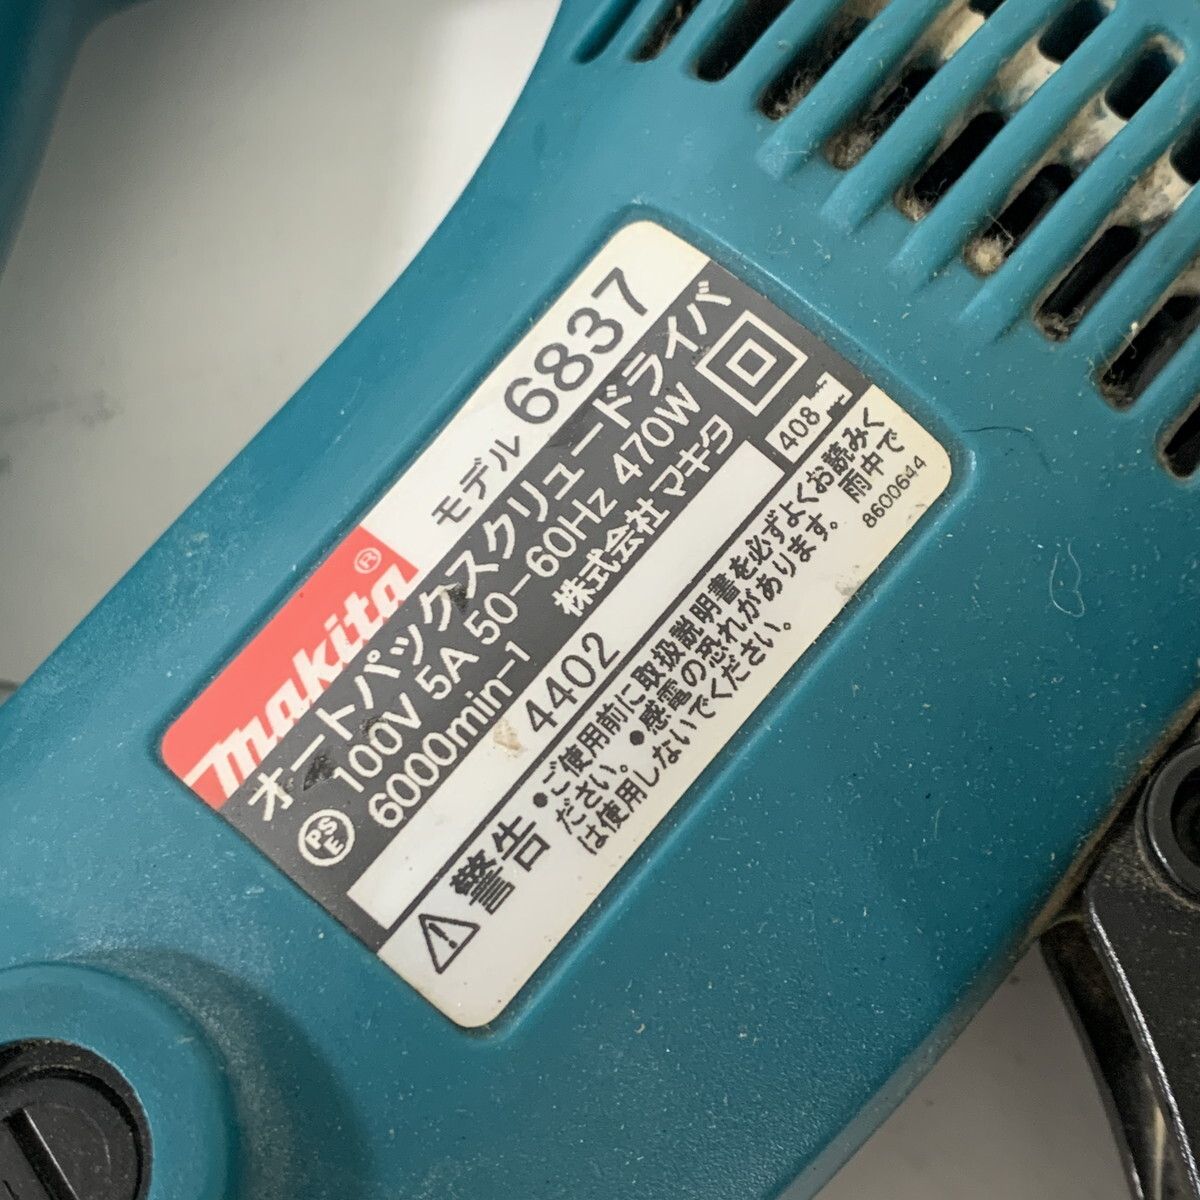 makita®
モデル 6837
オートパックスクリュードライバ
100V 5A 50-60Hz 470W
6000min-1
株式会社マキタ
PS
E
4402
408
警告
●ご使用前に取扱説明書を必ずよくお読みく
ださい。●感電の恐れがあります。雨中で
は使用しないでください。
8600644